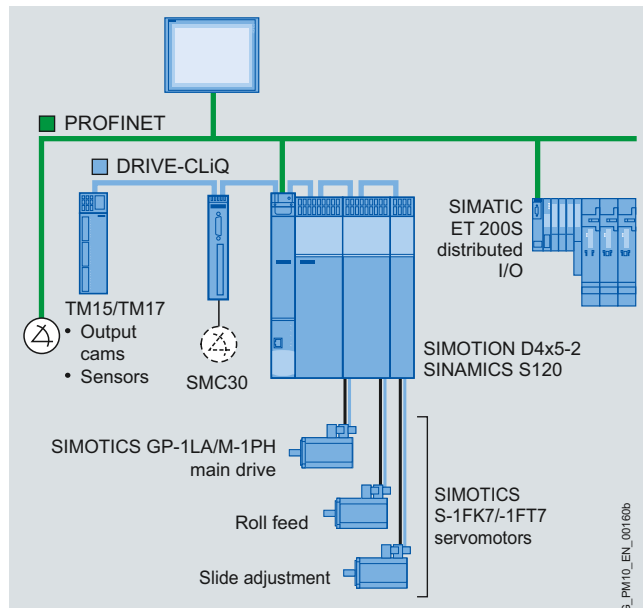 PROFINET
DRIVE-CLiQ
SIMATIC
ET 200S
distributed
I/O
TM15/TM17
• Output
cams
• Sensors
SMC30
SIMOTION D4x5-2
SINAMICS S120
SIMOTICS GP-1LA/M-1PH
main drive
Roll feed
Slide adjustment
SIMOTICS
S-1FK7/-1FT7
servomotors
_PM10_EN_00160b